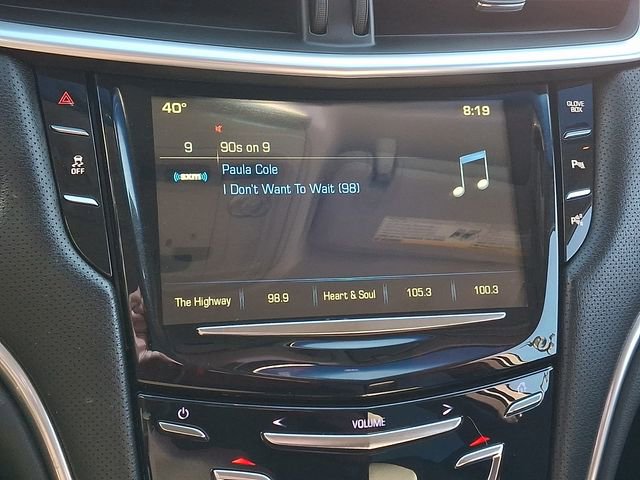 40° 8:19
9 90s on 9
((SXM)) Paula Cole
I Don't Want To Wait (98)
The Highway 98.9 Heart & Soul 105.3 100.3
GLOVE BOX
OFF
P
< VOLUME >